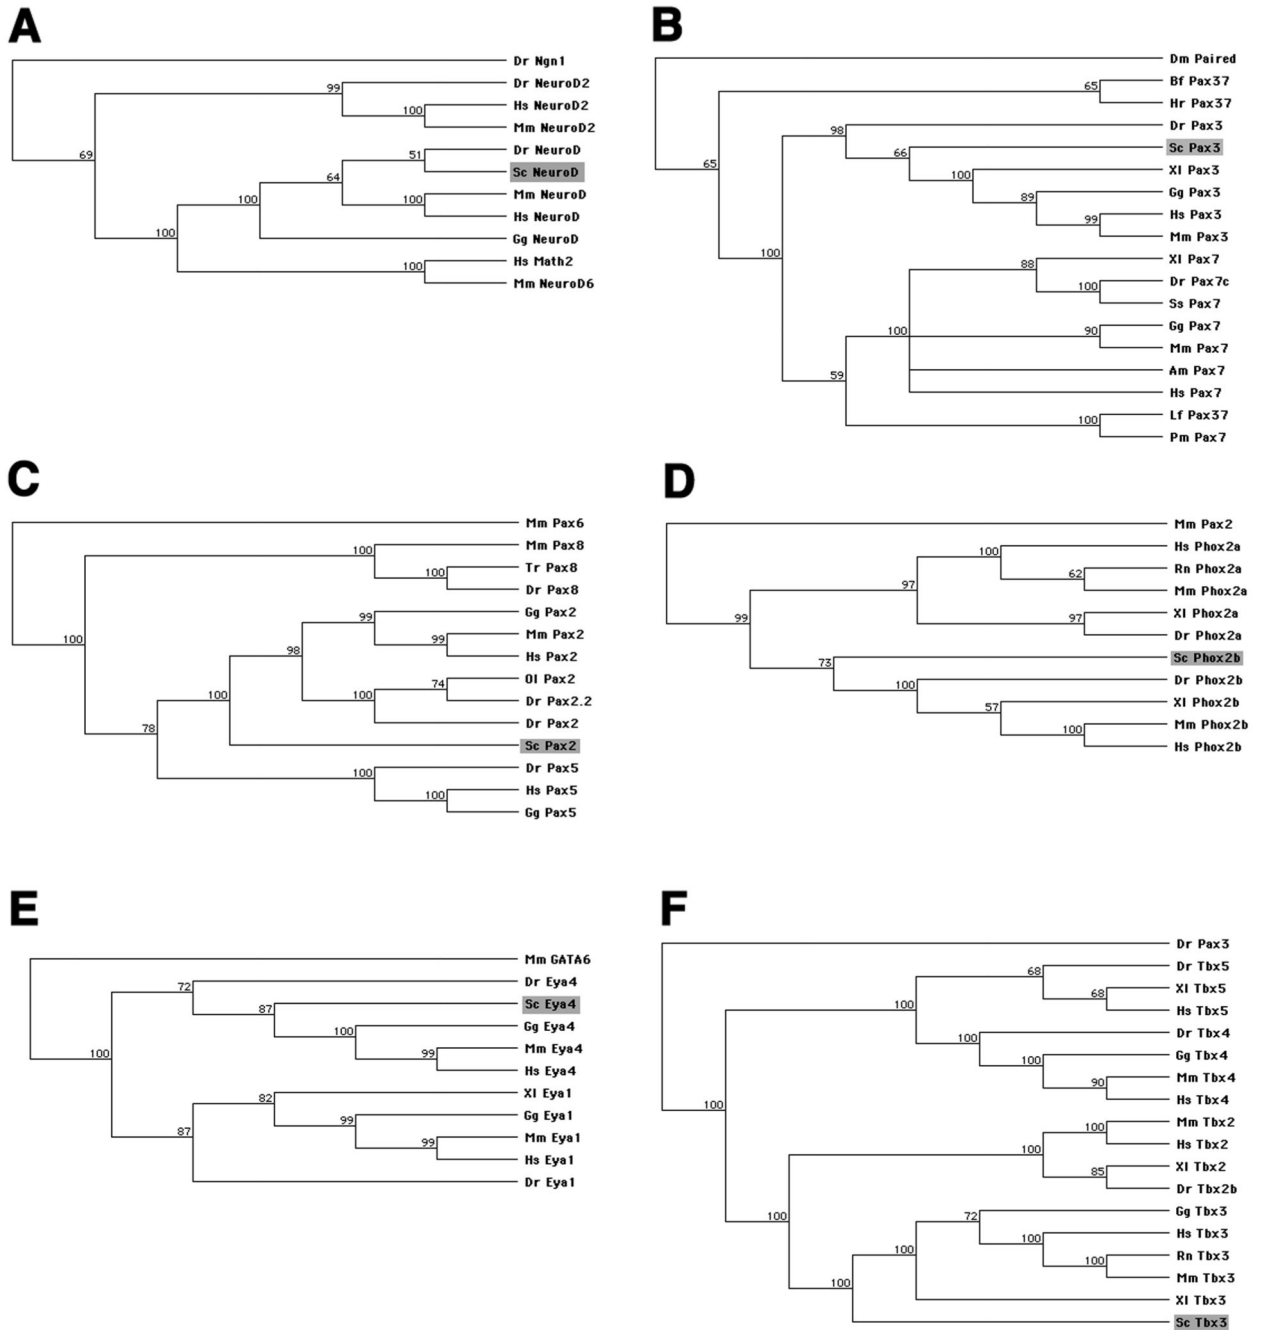 A
Dr Ngn1
Dr NeuroD2
99
Hs NeuroD2
100
Mm NeuroD2
Dr NeuroD
51
69
Sc NeuroD
64
Mm NeuroD
100
100
Hs NeuroD
100
Gg NeuroD
Hs Math2
100
Mm NeuroD6
B
Dm Paired
Bf Pax37
65
Hr Pax37
Dr Pax3
98
Sc Pax3
66
65
Xl Pax3
100
Gg Pax3
89
Hs Pax3
99
Mm Pax3
100
Xl Pax7
88
Dr Pax7c
100
Ss Pax7
Gg Pax7
100
90
Mm Pax7
Am Pax7
59
Hs Pax7
Lf Pax37
100
Pm Pax7
C
Mm Pax6
Mm Pax8
100
Tr Pax8
100
Dr Pax8
Gg Pax2
99
Mm Pax2
100
99
98
Hs Pax2
Ol Pax2
74
100
100
Dr Pax2.2
Dr Pax2
78
Sc Pax2
Dr Pax5
100
Hs Pax5
100
Gg Pax5
D
Mm Pax2
Hs Phox2a
100
Rn Phox2a
62
97
Mm Phox2a
Xl Phox2a
99
97
Dr Phox2a
Sc Phox2b
73
Dr Phox2b
100
Xl Phox2b
57
Mm Phox2b
100
Hs Phox2b
E
Mm GATA6
Dr Eya4
72
Sc Eya4
87
Gg Eya4
100
Mm Eya4
100
99
Hs Eya4
Xl Eya1
82
Gg Eya1
99
87
Mm Eya1
99
Hs Eya1
Dr Eya1
F
Dr Pax3
Dr Tbx5
68
Xl Tbx5
68
100
Hs Tbx5
Dr Tbx4
100
Gg Tbx4
100
Mm Tbx4
90
Hs Tbx4
100
Mm Tbx2
100
Hs Tbx2
100
Xl Tbx2
85
Dr Tbx2b
Gg Tbx3
100
72
Hs Tbx3
100
100
Rn Tbx3
100
Mm Tbx3
100
Xl Tbx3
Sc Tbx3